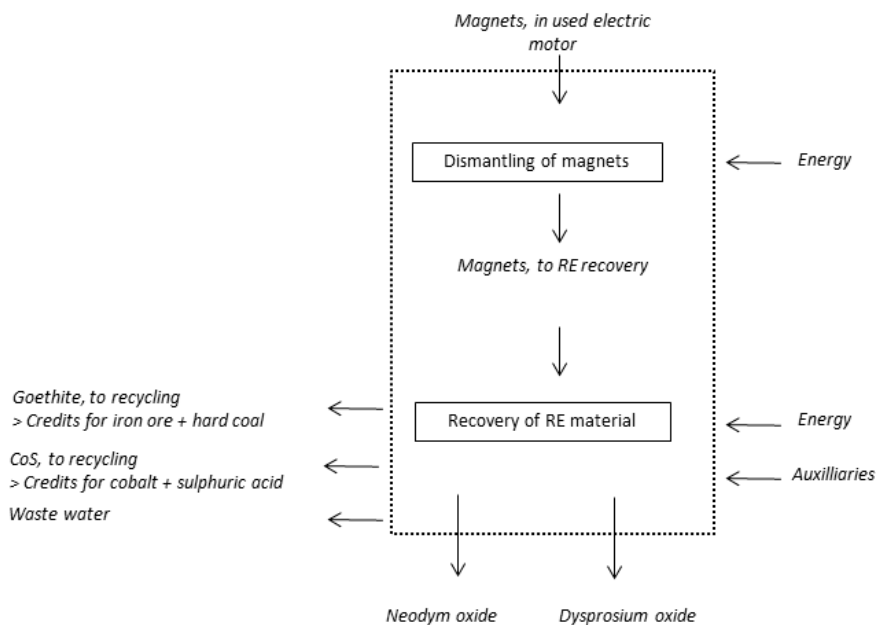 Magnets, in used electric
motor
Dismantling of magnets
Energy
Magnets, to RE recovery
Goethite, to recycling
> Credits for iron ore + hard coal
Recovery of RE material
Energy
CoS, to recycling
> Credits for cobalt + sulphuric acid
Auxilliaries
Waste water
Neodym oxide
Dysprosium oxide